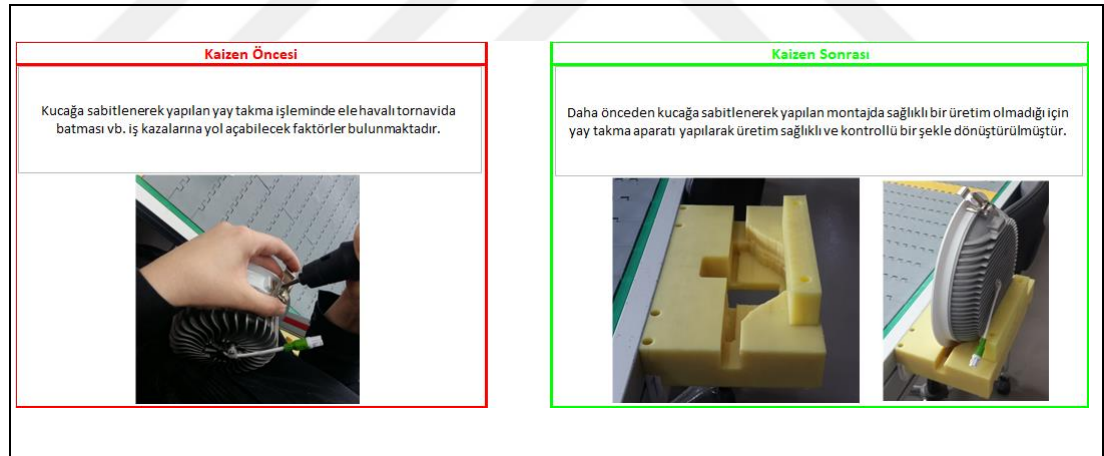 Kaizen Öncesi
Kucağa sabitlenerek yapılan yay takma işleminde ele havalı tornavida
batması vb. iş kazalarına yol açabilecek faktörler bulunmaktadır.
Kaizen Sonrası
Daha önceden kucağa sabitlenerek yapılan montajda sağlıklı bir üretim olmadığı için
yay takma aparatı yapılarak üretim sağlıklı ve kontrollü bir şekle dönüştürülmüştür.